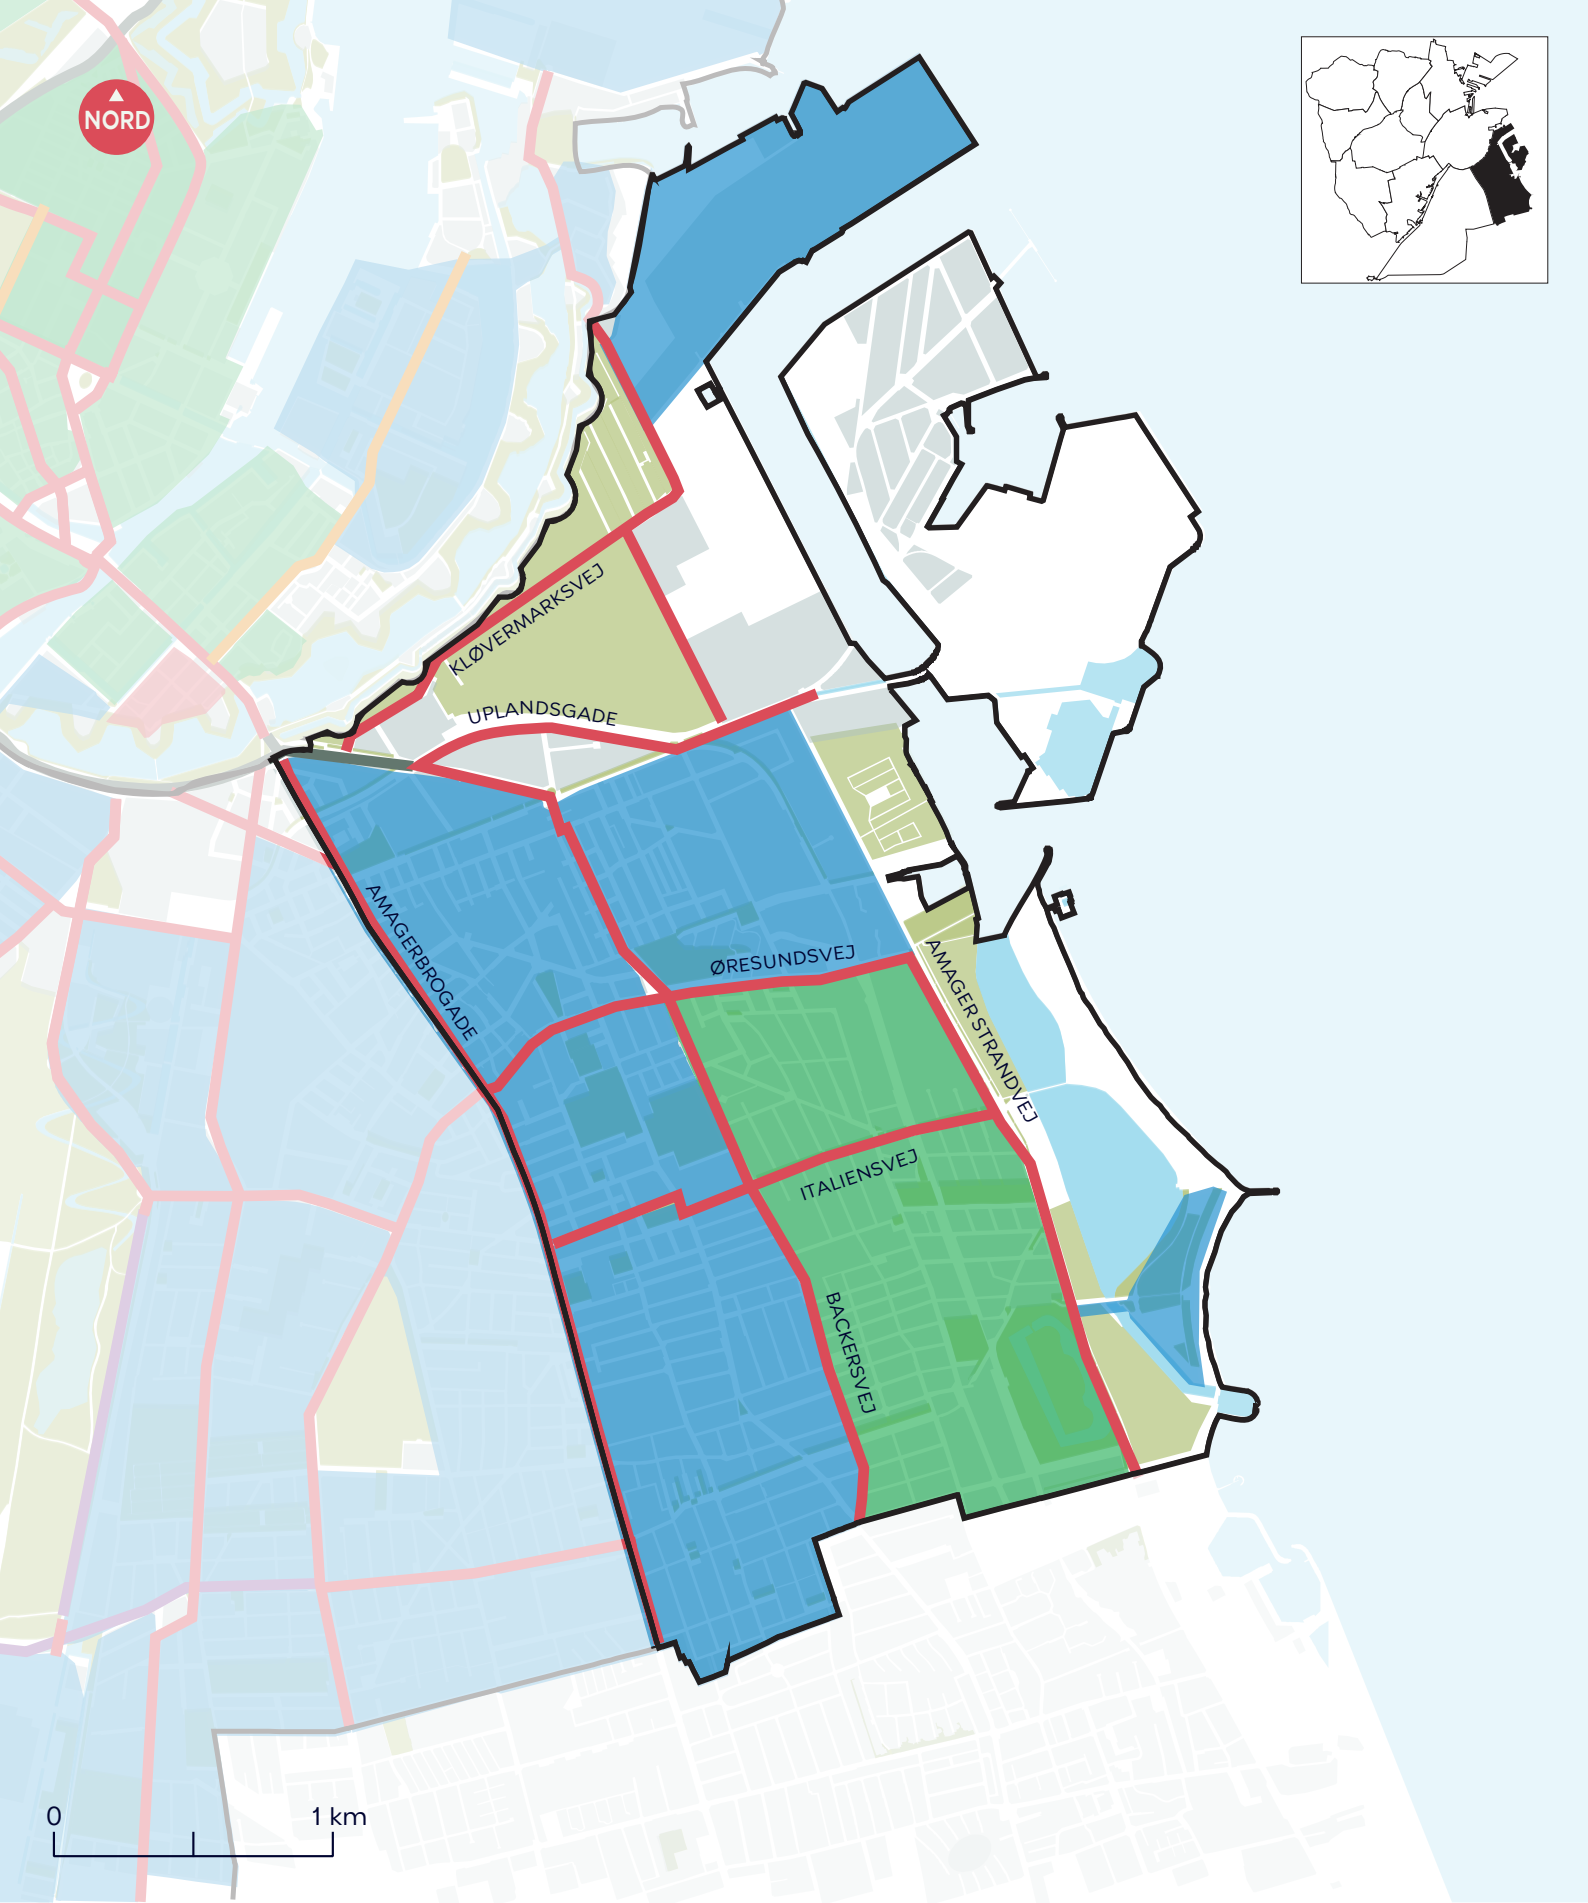 NORD
KLØVERMARKSVEJ
UPLANDSGADE
AMAGERBROGADE
ØRESUNDSVEJ
AMAGER STRANDVEJ
ITALIENSVEJ
BACKERSVEJ
0 1 km